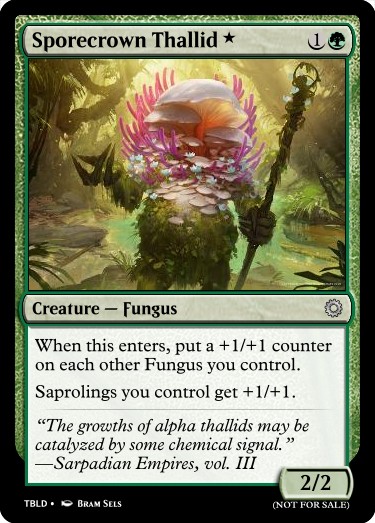 Sporecrown Thallid ★ 1
Creature — Fungus
When this enters, put a +1/+1 counter
on each other Fungus you control.
Saprolings you control get +1/+1.
“The growths of alpha thallids may
be catalyzed by some chemical signal.”
—Sarpadian Empires, vol. III
2/2
TBLD • Bram Sels
(NOT FOR SALE)